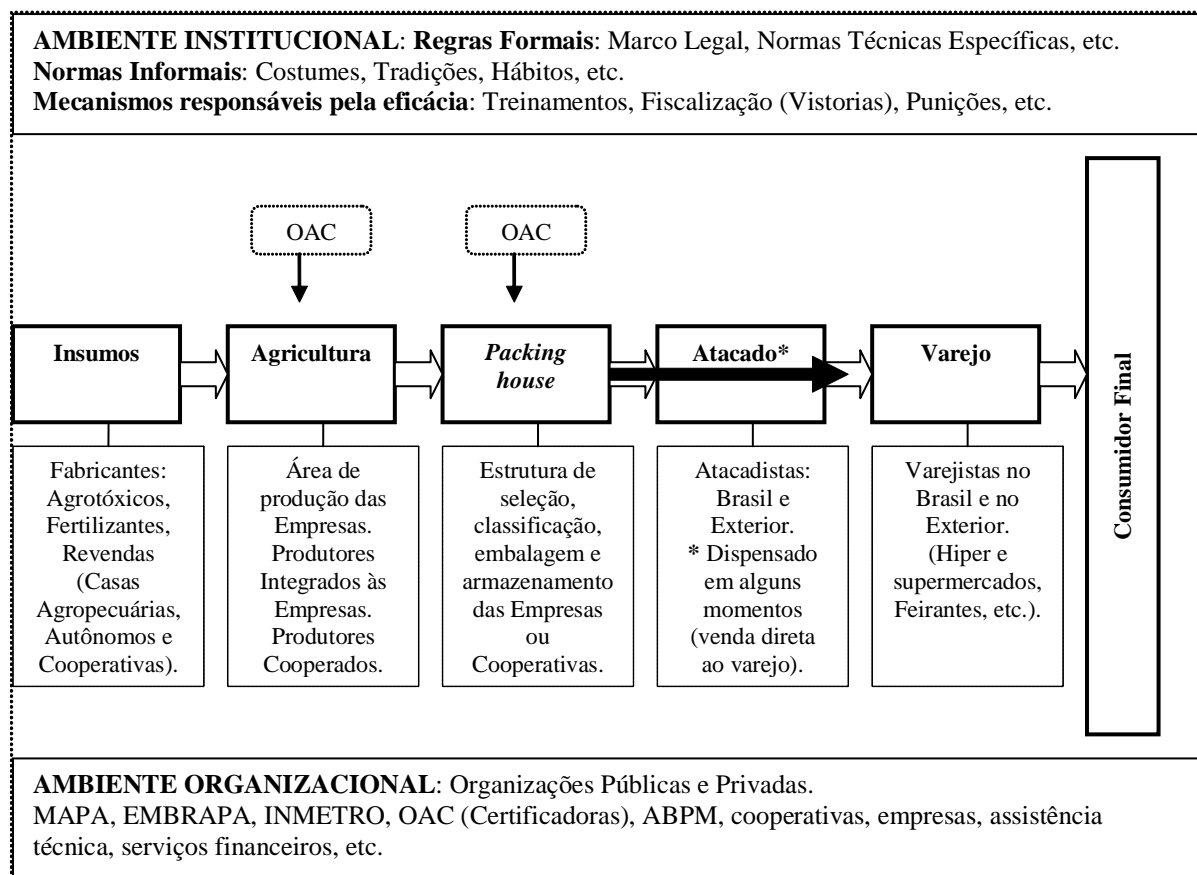 AMBIENTE INSTITUCIONAL: Regras Formais: Marco Legal, Normas Técnicas Específicas, etc.
Normas Informais: Costumes, Tradições, Hábitos, etc.
Mecanismos responsáveis pela eficácia: Treinamentos, Fiscalização (Vistorias), Punições, etc.
OAC
OAC
Insumos
Agricultura
Packing
house
Atacado*
Varejo
Consumidor Final
Fabricantes:
Agrotóxicos,
Fertilizantes,
Revendas
(Casas
Agropecuárias,
Autônomos e
Cooperativas).
Área de
produção das
Empresas.
Produtores
Integrados às
Empresas.
Produtores
Cooperados.
Estrutura de
seleção,
classificação,
embalagem e
armazenamento
das Empresas
ou
Cooperativas.
Atacadistas:
Brasil e
Exterior.
* Dispensado
em alguns
momentos
(venda direta
ao varejo).
Varejistas no
Brasil e no
Exterior.
(Hiper e
supermercados,
Feirantes, etc.).
AMBIENTE ORGANIZACIONAL: Organizações Públicas e Privadas.
MAPA, EMBRAPA, INMETRO, OAC (Certificadoras), ABPM, cooperativas, empresas, assistência
técnica, serviços financeiros, etc.